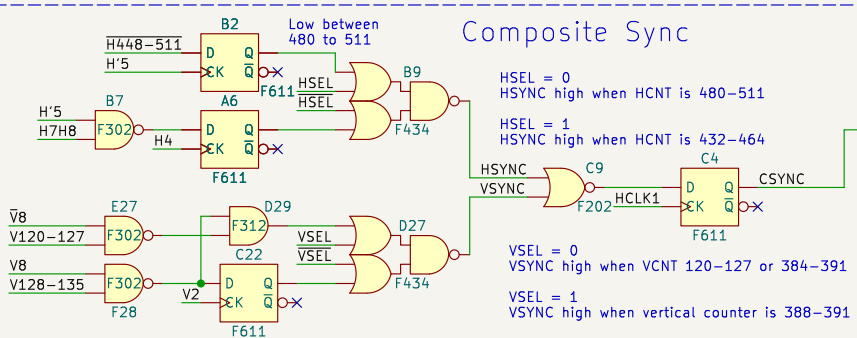 Composite Sync
B2
Low between
480 to 511
H448-511
D
Q
H'5
CK
Q
F611
HSEL
HSEL
B9
F434
HSEL = 0
HSYNC high when HCNT is 480-511
HSEL = 1
HSYNC high when HCNT is 432-464
B7
H'5
H7H8
F302
A6
D
Q
H4
CK
Q
F611
HSYNC
VSYNC
C9
F202
HCLK1
C4
D
Q
CK
Q
F611
CSYNC
E27
V8
V120-127
F302
D29
F312
VSEL
VSEL
D27
F434
V8
V128-135
F302
F28
C22
D
Q
V2
CK
Q
F611
VSEL = 0
VSYNC high when VCNT 120-127 or 384-391
VSEL = 1
VSYNC high when vertical counter is 388-391